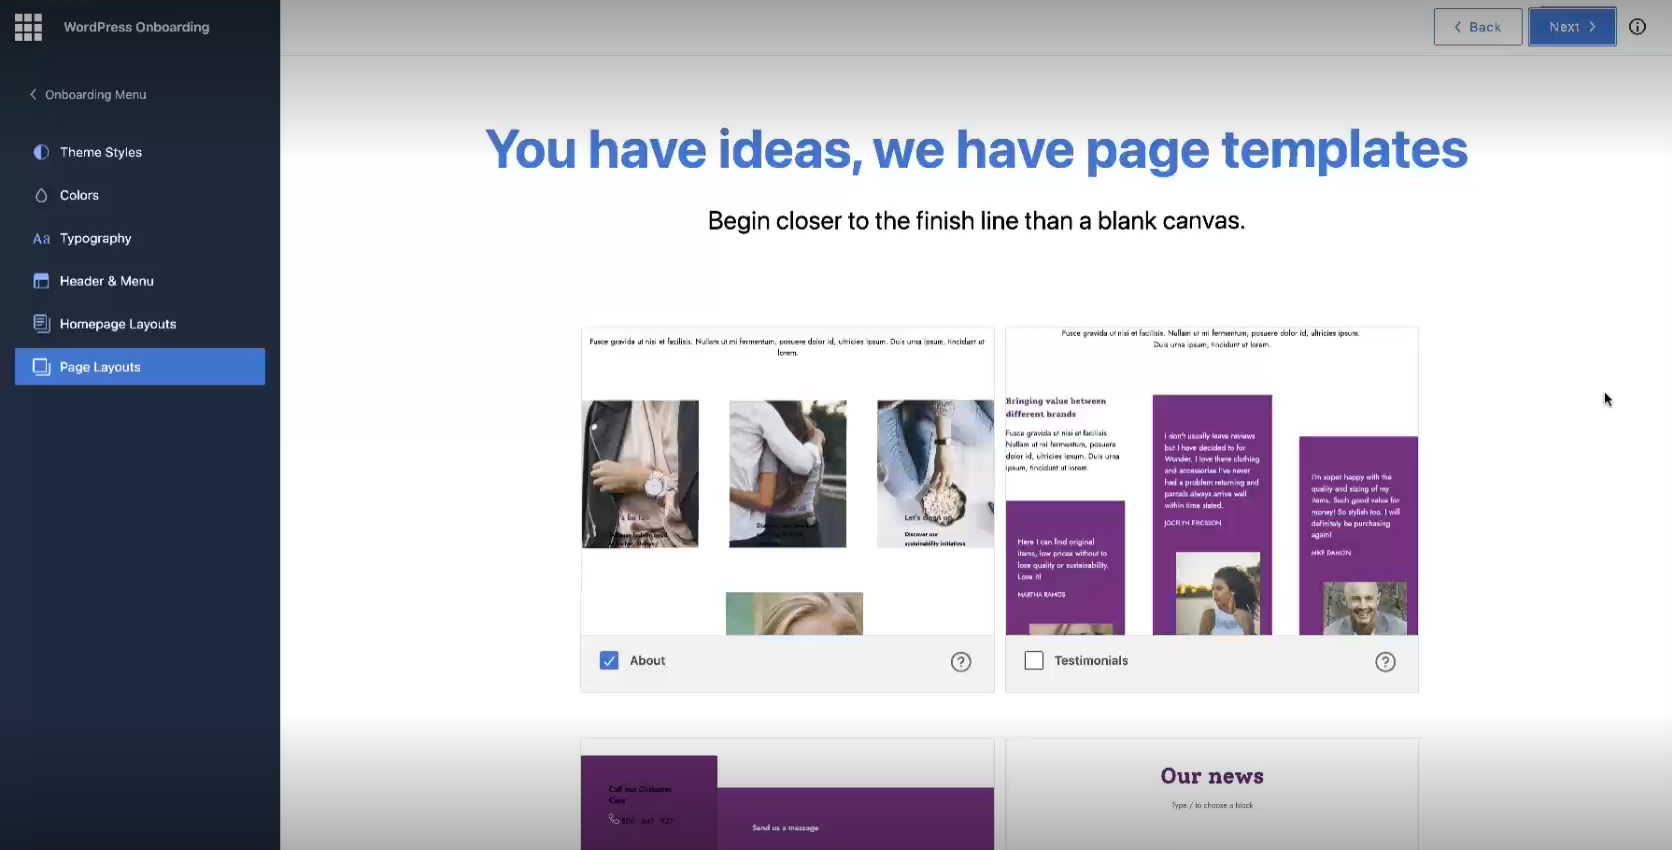 WordPress Onboarding
Back
Next
Onboarding Menu
Theme Styles
Colors
Aa Typography
Header & Menu
Homepage Layouts
Page Layouts
You have ideas, we have page templates
Begin closer to the finish line than a blank canvas.
Fusce gravida ut nisi et facilisis. Nullam ut mi fermentum, posuere dolor id, ultricies ipsum. Duis urna ipsum, tincidunt ut
lorem.
Let's clean up
Discover our
sustainability initiatives
About
Fusce gravida ut nisi et facilisis. Nullam ut mi fermentum, posuere dolor id, ultricies ipsum.
Duis urna ipsum, tincidunt ut lorem.
Bringing value between
different brands
Fusce gravida ut nisi et facilisis.
Nullam ut mi fermentum, posuere
dolor id, ultricies ipsum. Duis urna
ipsum, tincidunt ut lorem
Here I can find original
items, low prices without to
lose quality or sustainability.
Love it!
MARTHA RAMOS
I don't usually leave reviews
but I have decided to for
Wonder. I love there clothing
and accessories I've never
had a problem returning and
parcels always arrive well
within time stated.
JOCELYN ERICSSON
I'm super happy with the
quality and sizing of my
items. Such good value for
money! So stylish too. I will
definitely be purchasing
again!
MIKE DAMON
Testimonials
Call our Customer
Care
Send us a message
Our news
Type / to choose a block